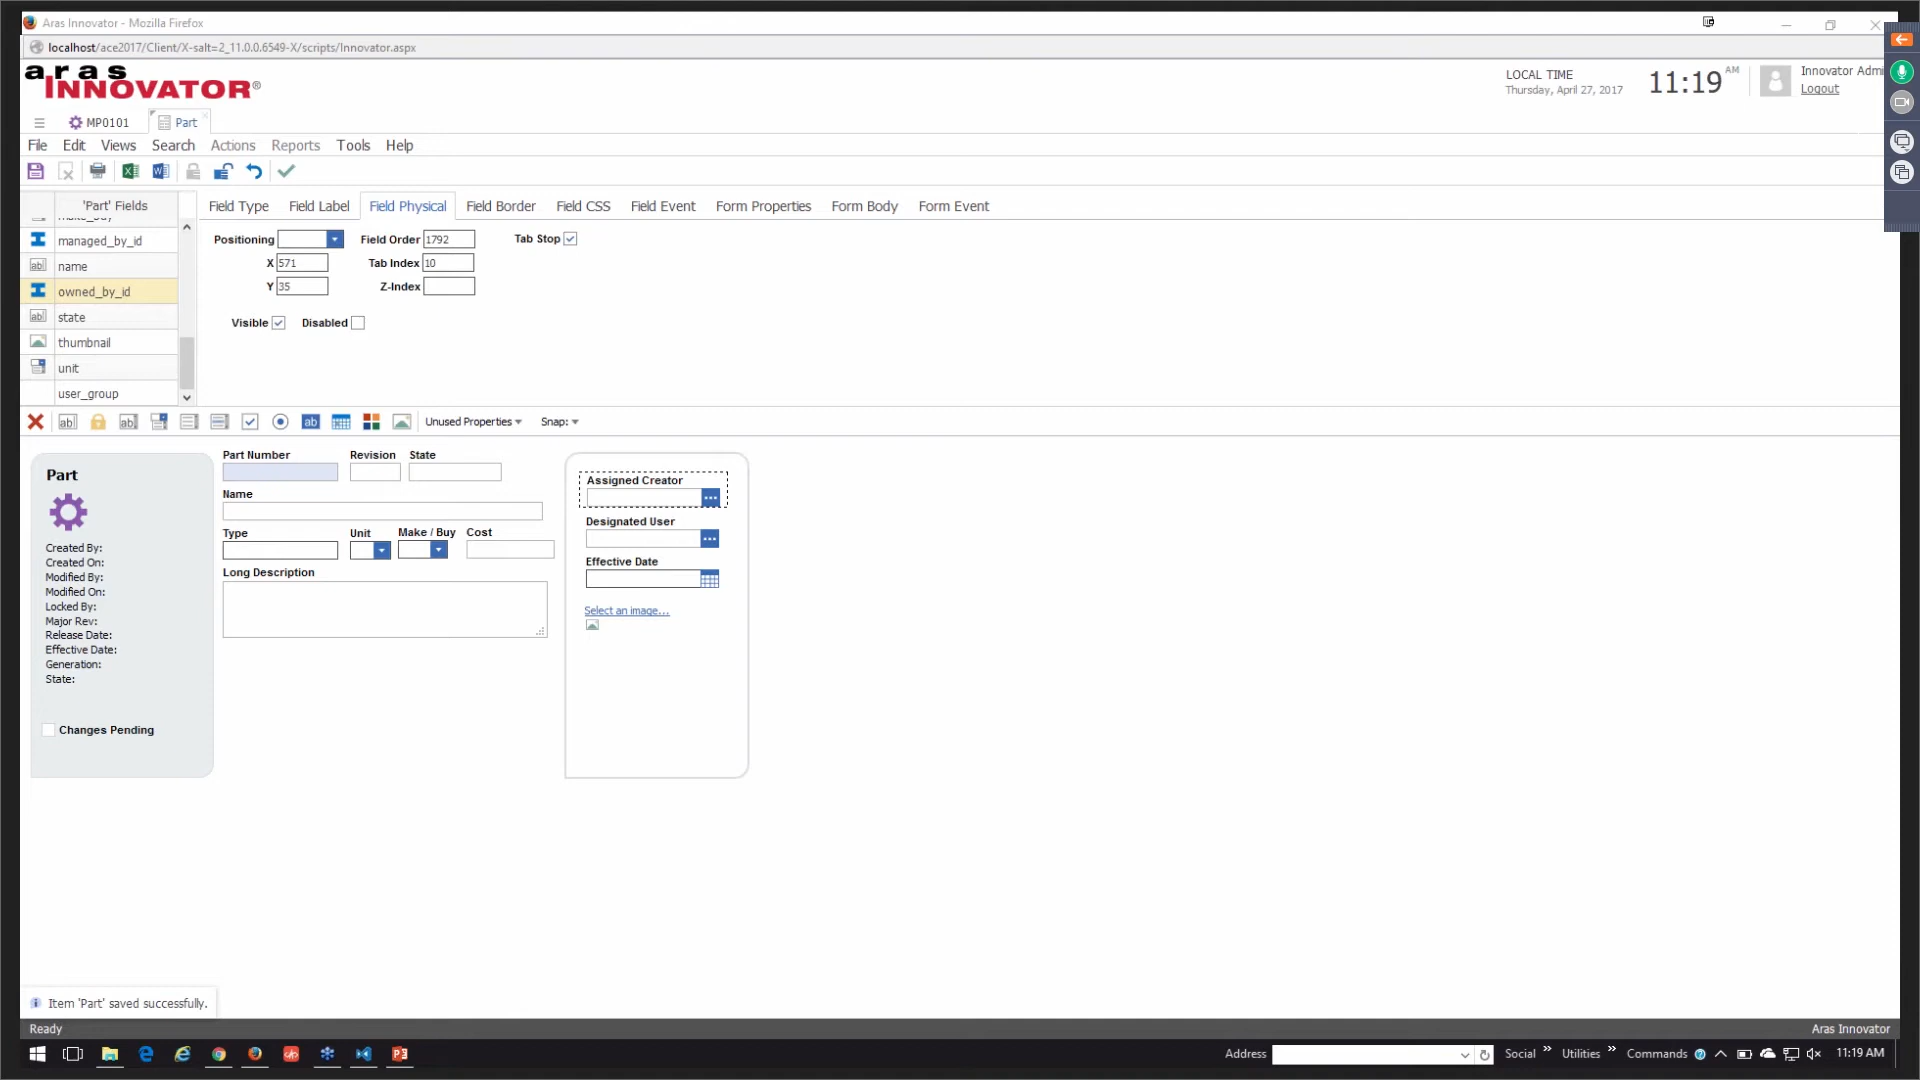 Aras Innovator - Mozilla Firefox
localhost/ace2017/Client/X-salt=2_11.0.0.6549-X/scripts/Innovator.aspx
aras
INNOVATOR®
LOCAL TIME
Thursday, April 27, 2017
11:19 AM
Innovator Admi
Logout
MP0101
Part
File Edit Views Search Actions Reports Tools Help
'Part' Fields
make_buy
managed_by_id
name
owned_by_id
state
thumbnail
unit
user_group
Field Type Field Label Field Physical Field Border Field CSS Field Event Form Properties Form Body Form Event
Positioning Field Order 1792 Tab Stop
X 571 Tab Index 10
Y 35 Z-Index
Visible Disabled
Unused Properties Snap:
Part
Created By:
Created On:
Modified By:
Modified On:
Locked By:
Major Rev:
Release Date:
Effective Date:
Generation:
State:
Changes Pending
Part Number Revision State
Name
Type Unit Make / Buy Cost
Long Description
Assigned Creator
Designated User
Effective Date
Select an image...
Item 'Part' saved successfully.
Ready
Aras Innovator
Address
Social
Utilities
Commands
11:19 AM